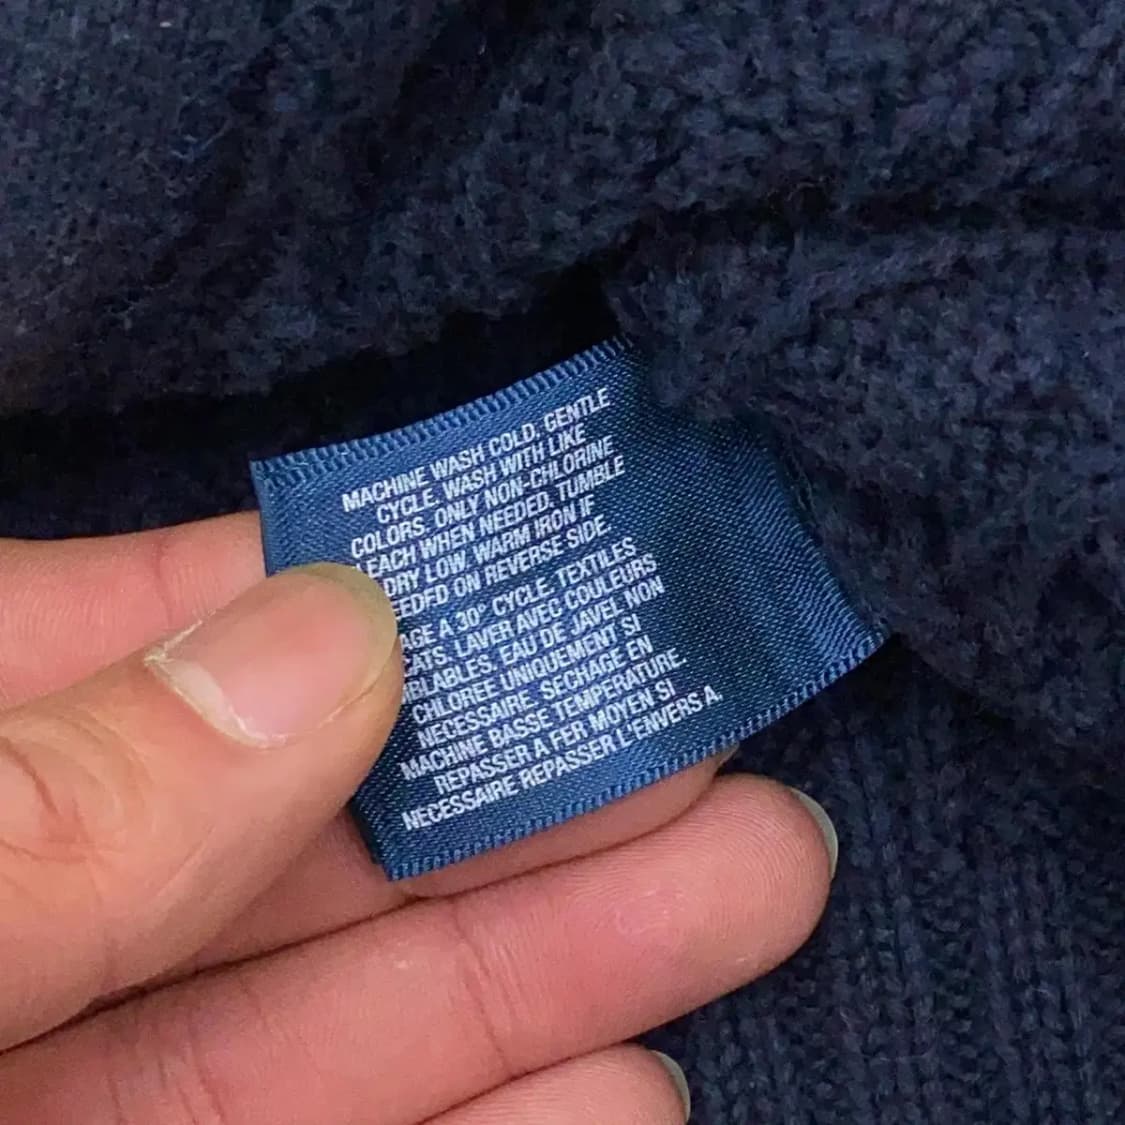 MACHINE WASH COLD, GENTLE
CYCLE. WASH WITH LIKE
COLORS. ONLY NON-CHLORINE
LEACH WHEN NEEDED. TUMBLE
DRY LOW. WARM IRON IF
EEDED ON REVERSE SIDE.
AGE A 30° CYCLE TEXTILES
CATS. LAVER AVEC COULEURS
BLABLES. EAU DE JAVEL NON
CHLOREE UNIQUEMENT SI
NECESSAIRE. SECHAGE EN
MACHINE BASSE TEMPERATURE.
REPASSER A FER MOYEN SI
NECESSAIRE REPASSER L'ENVERS A.